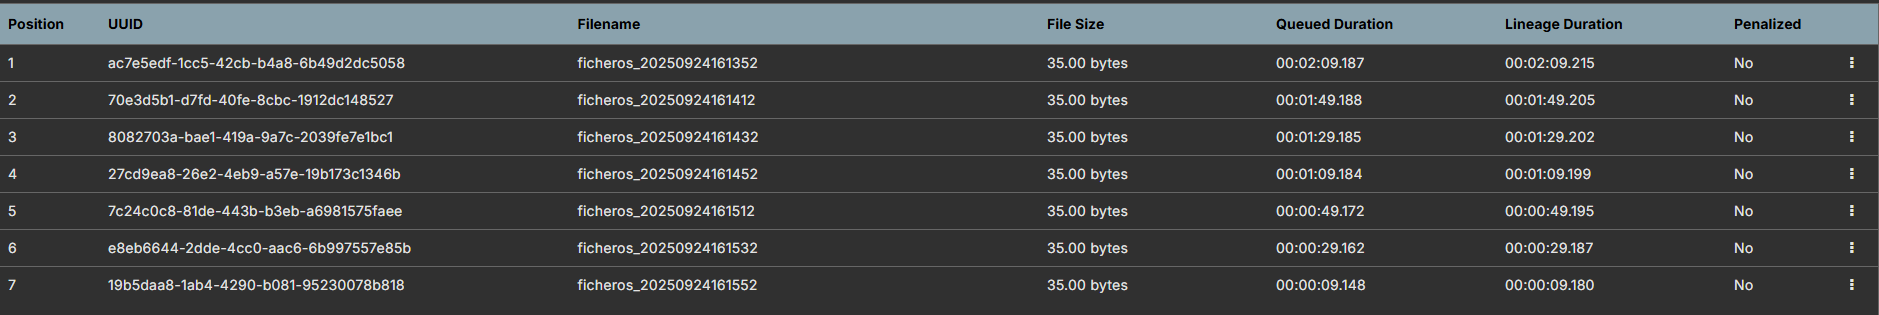 Position UUID Filename File Size Queued Duration Lineage Duration Penalized
1 ac7e5edf-1cc5-42cb-b4a8-6b49d2dc5058 ficheros_20250924161352 35.00 bytes 00:02:09.187 00:02:09.215 No
2 70e3d5b1-d7fd-40fe-8cbc-1912dc148527 ficheros_20250924161412 35.00 bytes 00:01:49.188 00:01:49.205 No
3 8082703a-bae1-419a-9a7c-2039fe7e1bc1 ficheros_20250924161432 35.00 bytes 00:01:29.185 00:01:29.202 No
4 27cd9ea8-26e2-4eb9-a57e-19b173c1346b ficheros_20250924161452 35.00 bytes 00:01:09.184 00:01:09.199 No
5 7c24c0c8-81de-443b-b3eb-a6981575faee ficheros_20250924161512 35.00 bytes 00:00:49.172 00:00:49.195 No
6 e8eb6644-2dde-4cc0-aac6-6b997557e85b ficheros_20250924161532 35.00 bytes 00:00:29.162 00:00:29.187 No
7 19b5daa8-1ab4-4290-b081-95230078b818 ficheros_20250924161552 35.00 bytes 00:00:09.148 00:00:09.180 No